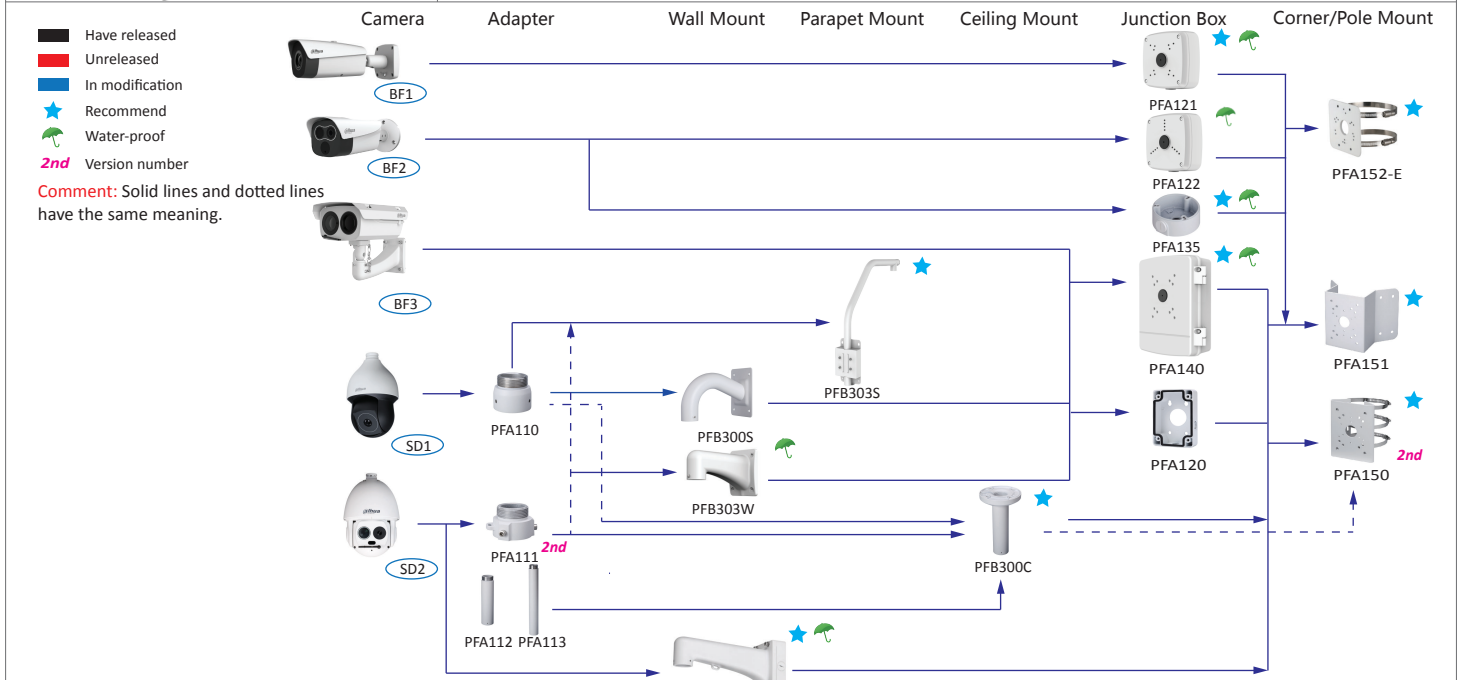 Camera Adapter Wall Mount Parapet Mount Ceiling Mount Junction Box Corner/Pole Mount
Have released
Unreleased
In modification
Recommend
Water-proof
2nd Version number
Comment: Solid lines and dotted lines
have the same meaning.
BF1
PFA121
BF2
PFA122
PFA152-E
PFA135
BF3
PFB303S
PFA140
PFA151
SD1
PFA110
PFB300S
PFA120
PFA150
2nd
PFB303W
SD2
PFA111
2nd
PFB300C
PFA112 PFA113